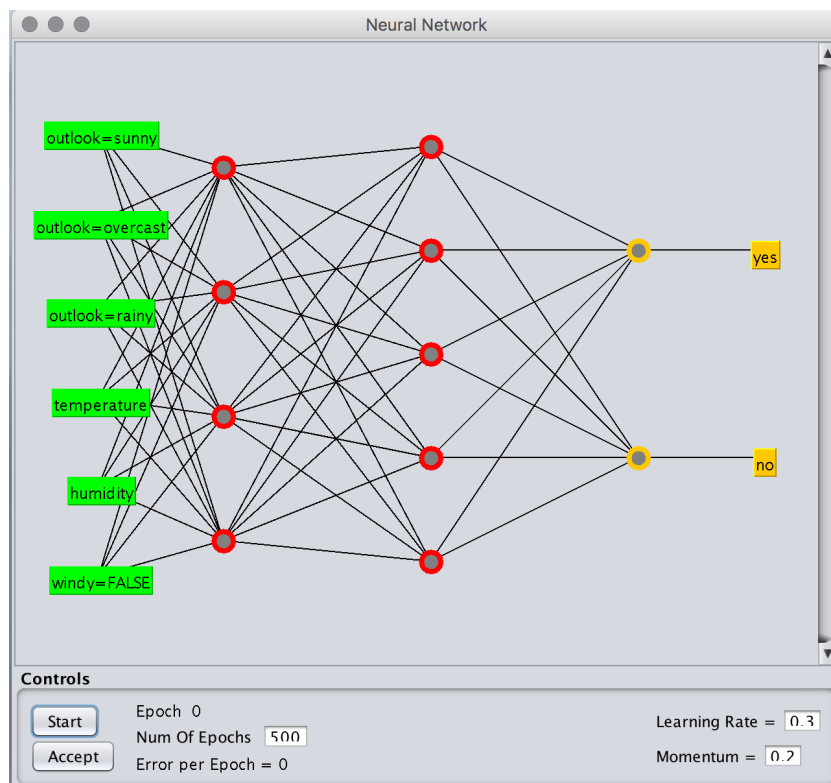 Neural Network
outlook=sunny
outlook=overcast
outlook=rainy
temperature
humidity
windy=FALSE
yes
no
Controls
Start
Accept
Epoch 0
Num Of Epochs 500
Error per Epoch = 0
Learning Rate = 0.3
Momentum = 0.2